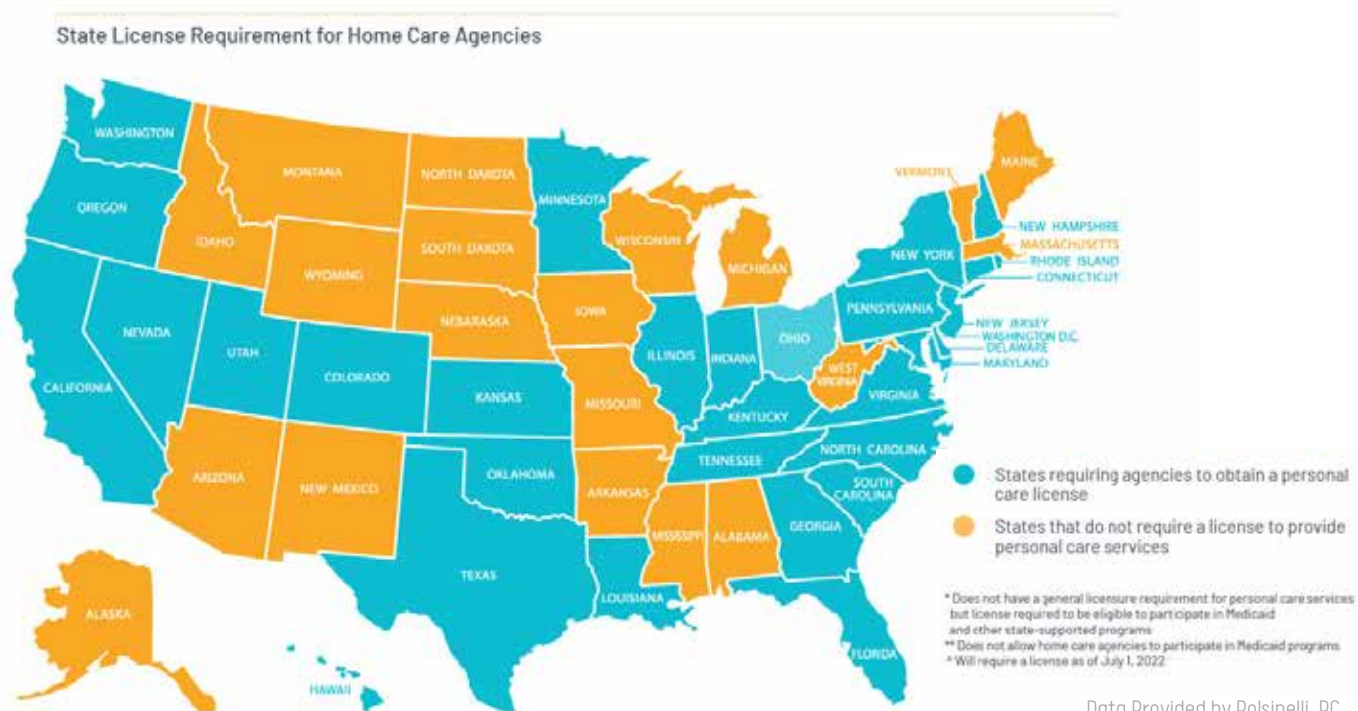 State License Requirement for Home Care Agencies
WASHINGTON
MONTANA
NORTH DAKOTA
MINNESOTA
VERMONT
MAINE
OREGON
IDAHO
SOUTH DAKOTA
WISCONSIN
MICHIGAN
NEW YORK
NEW HAMPSHIRE
MASSACHUSETTS
RHODE ISLAND
CONNECTICUT
WYOMING
NEBARASKA
IOWA
PENNSYLVANIA
NEVADA
UTAH
COLORADO
ILLINOIS
INDIANA
OHIO
NEW JERSEY
WASHINGTON D.C.
DELAWARE
MARYLAND
CALIFORNIA
KANSAS
MISSOURI
WEST
VIRGINIA
VIRGINIA
KENTUCKY
ARIZONA
NEW MEXICO
OKLAHOMA
ARKANSAS
TENNESSEE
NORTH CAROLINA
SOUTH
CAROLINA
MISSISSIPPI
ALABAMA
GEORGIA
TEXAS
LOUISIANA
FLORIDA
ALASKA
HAWAII
States requiring agencies to obtain a personal
care license
States that do not require a license to provide
personal care services
* Does not have a general licensure requirement for personal care services
but license required to be eligible to participate in Medicaid
and other state-supported programs
** Does not allow home care agencies to participate in Medicaid programs
^ Will require a license as of July 1, 2022
Data Provided by Polsinelli, PC